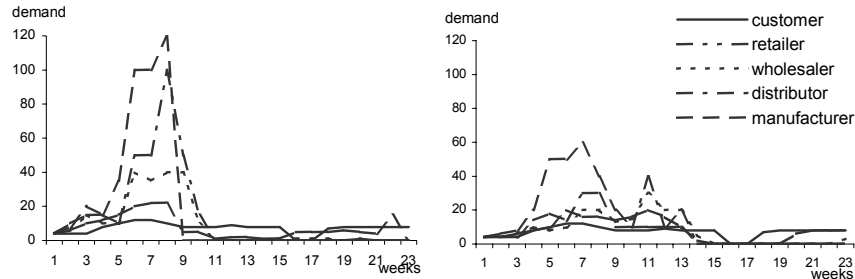 demand
120
100
80
60
40
20
0
1 3 5 7 9 11 13 15 17 19 21 23
weeks
demand
120
100
80
60
40
20
0
1 3 5 7 9 11 13 15 17 19 21 23
weeks
customer
retailer
wholesaler
distributor
manufacturer